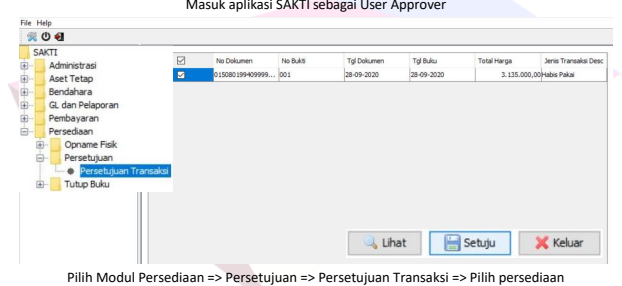 Masuk aplikasi SAKTI sebagai User Approver
File Help
SAKTI
Administrasi
Aset Tetap
Bendahara
GL dan Pelaporan
Pembayaran
Persediaan
Opname Fisik
Persetujuan
Persetujuan Transaksi
Tutup Buku
No Dokumen No Bukti Tgl Dokumen Tgl Buku Total Harga Jenis Transaksi Desc
015080199409999... 001 28-09-2020 28-09-2020 3.135.000,00 Habis Pakai
Lihat Setuju Keluar
Pilih Modul Persediaan => Persetujuan => Persetujuan Transaksi => Pilih persediaan